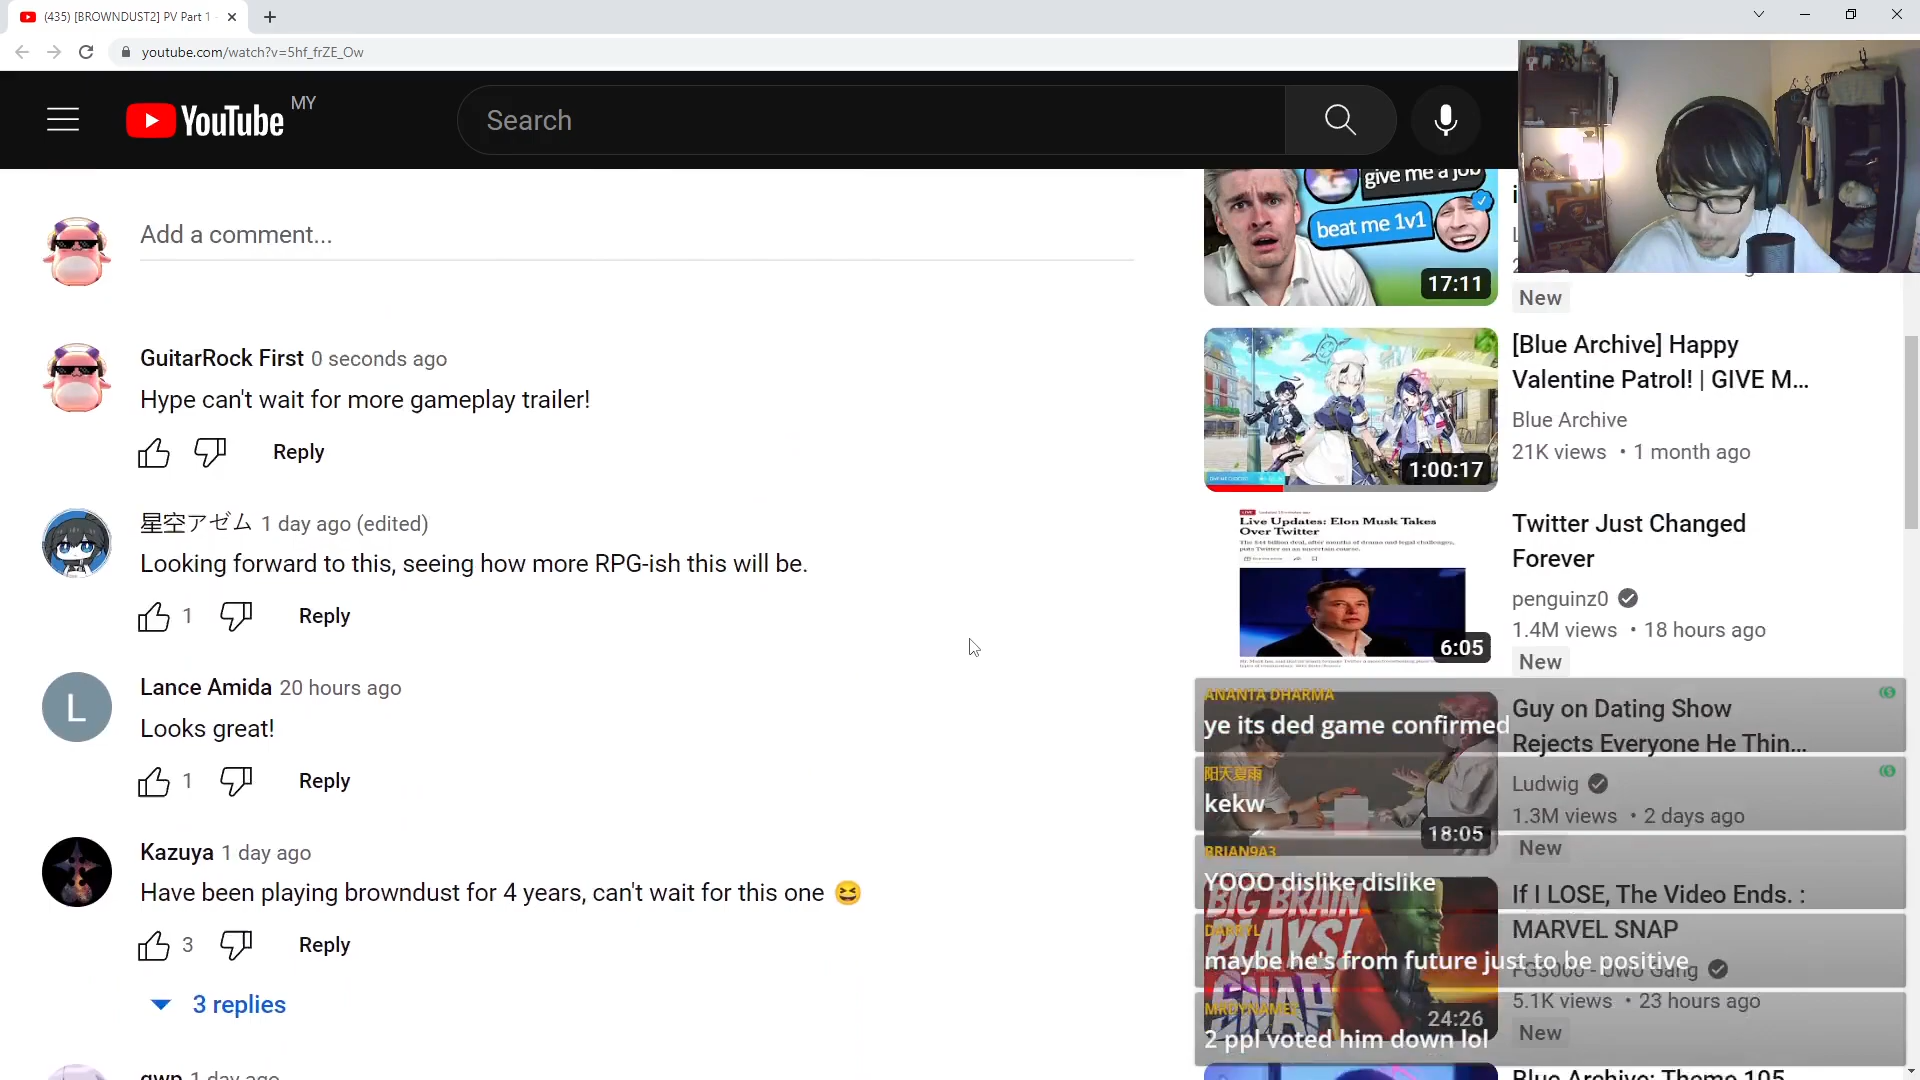 (435) [BROWNDUST2] PV Part 1
youtube.com/watch?v=5hf_frZE_Ow
YouTube MY
Search
Add a comment...
GuitarRock First 0 seconds ago
Hype can't wait for more gameplay trailer!
Reply
星空アゼム 1 day ago (edited)
Looking forward to this, seeing how more RPG-ish this will be.
1 Reply
Lance Amida 20 hours ago
L
Looks great!
1 Reply
Kazuya 1 day ago
Have been playing browndust for 4 years, can't wait for this one 😆
3 Reply
3 replies
gwp 1 day ago
give me a job
beat me 1v1
17:11
New
1:00:17
[Blue Archive] Happy
Valentine Patrol! | GIVE M...
Blue Archive
21K views • 1 month ago
Live Updates: Elon Musk Takes
Over Twitter
6:05
Twitter Just Changed
Forever
penguinz0
1.4M views • 18 hours ago
New
18:05
Guy on Dating Show
Rejects Everyone He Thin...
Ludwig
1.3M views • 2 days ago
New
BIG BRAIN
PLAYS!
SNAP
24:26
If I LOSE, The Video Ends. :
MARVEL SNAP
5.1K views • 23 hours ago
New
ANANTA DHARMA
ye its ded game confirmed
阳天夏雨
kekw
BRIAN9A3
YOOO dislike dislike
DARRYL
maybe he's from future just to be positive
2 ppl voted him down lol
Blue Archive: Theme 105